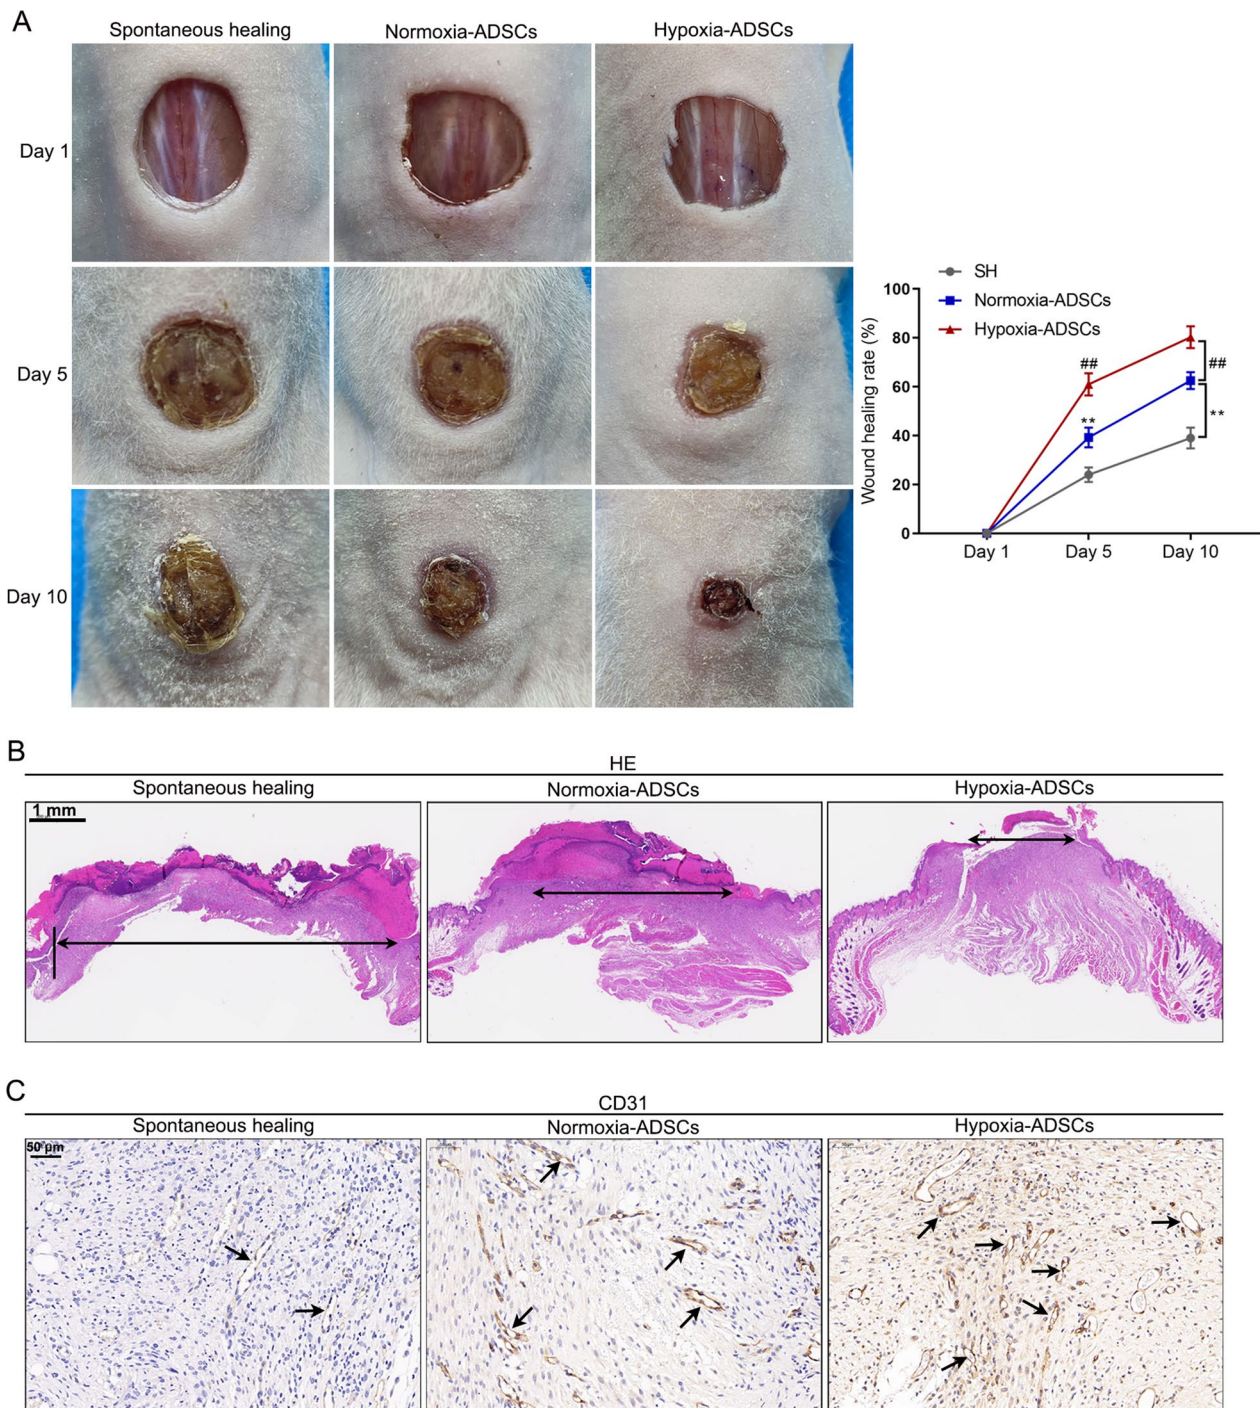 A
Spontaneous healing
Normoxia-ADSCs
Hypoxia-ADSCs
Day 1
Day 5
Day 10
SH
Normoxia-ADSCs
Hypoxia-ADSCs
Wound healing rate (%)
100
80
60
40
20
0
##
**
##
**
Day 1
Day 5
Day 10
B
HE
Spontaneous healing
Normoxia-ADSCs
Hypoxia-ADSCs
1 mm
C
CD31
Spontaneous healing
Normoxia-ADSCs
Hypoxia-ADSCs
50 μm